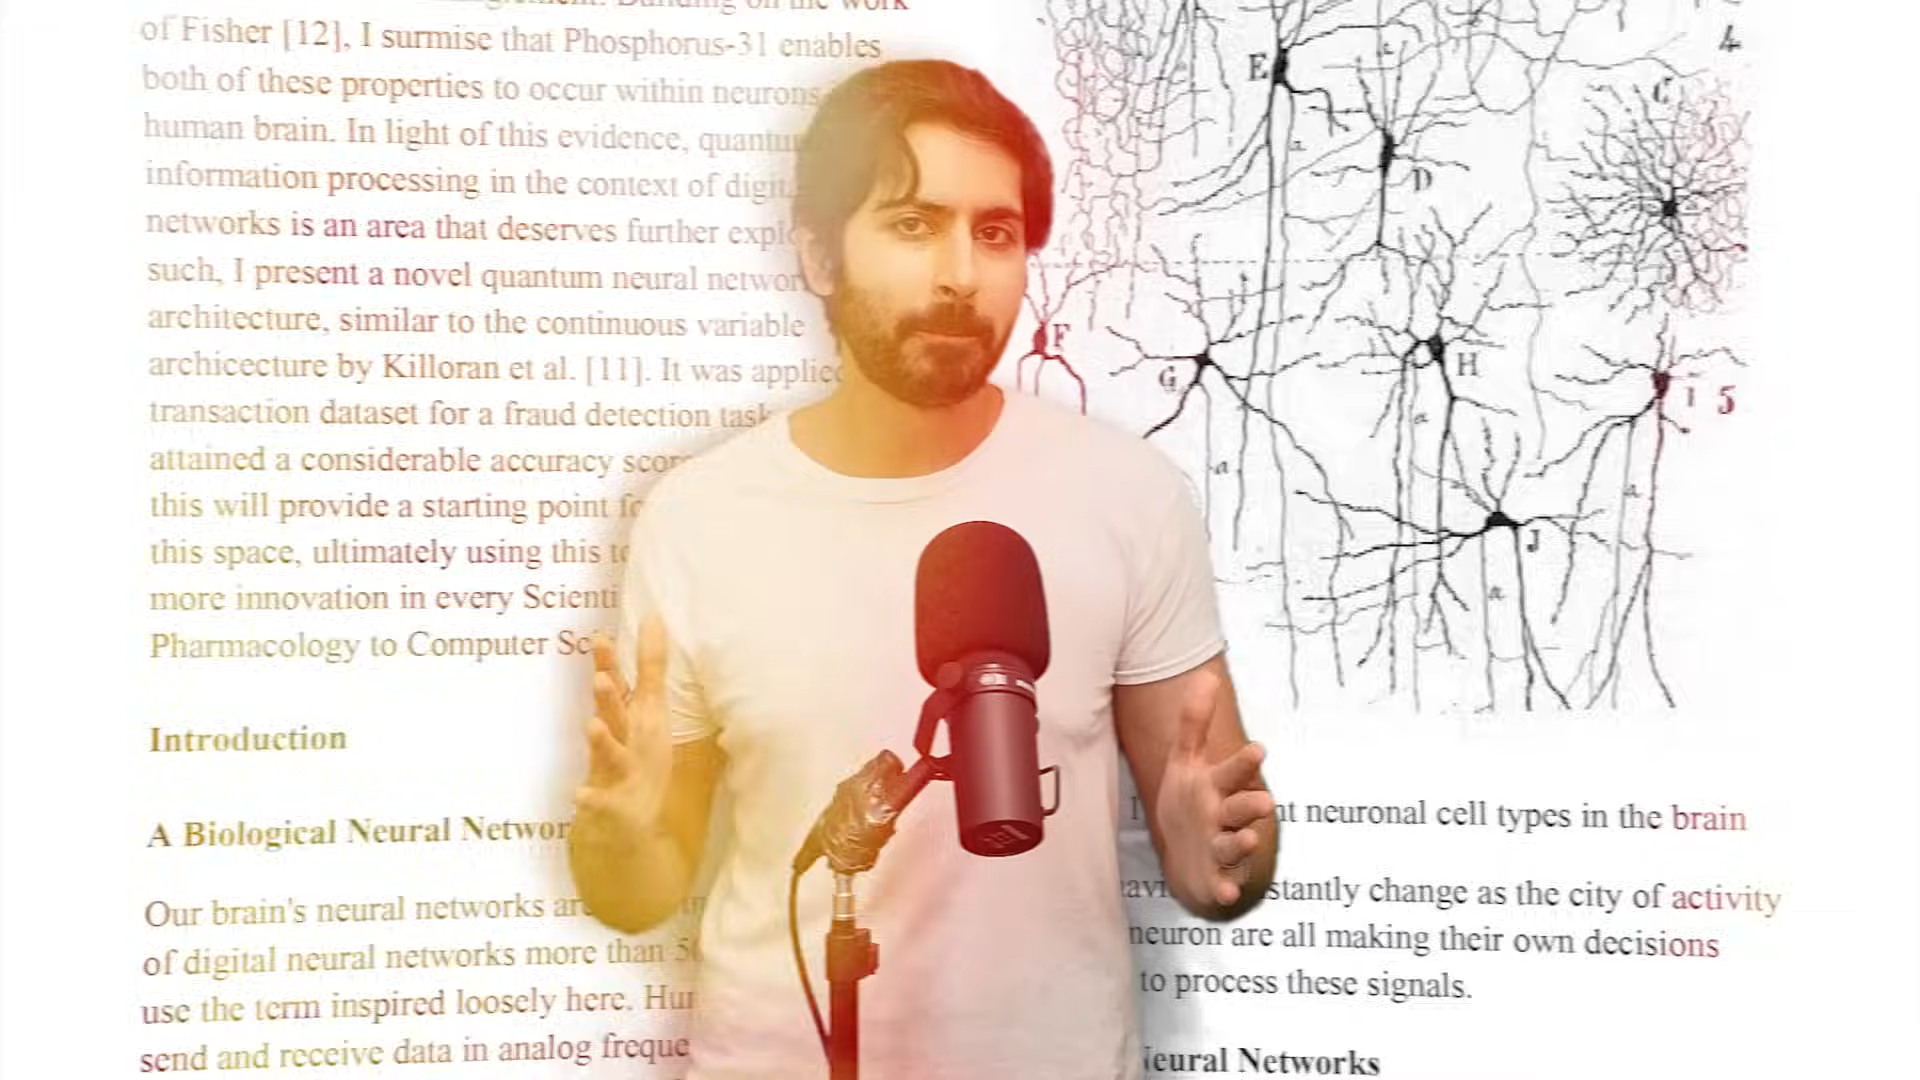 of Fisher [12], I surmise that Phosphorus-31 enables
both of these properties to occur within neurons
human brain. In light of this evidence,
information processing in the context of
networks is an area that deserves further
such, I present a novel quantum neural
architecture, similar to the continuous variable
archicecture by Killoran et al. [11]. It was
transaction dataset for a fraud detection
attained a considerable accuracy
this will provide a starting point
this space, ultimately using this
more innovation in every
Pharmacology to Computer
Introduction
A Biological Neural
Our brain's neural networks
of digital neural networks more than
use the term inspired loosely here.
send and receive data in analog
4
E
C
D
F
G
H
I 5
a
a
a
a
J
neuronal cell types in the brain
change as the city of activity
neuron are all making their own decisions
to process these signals.
Networks